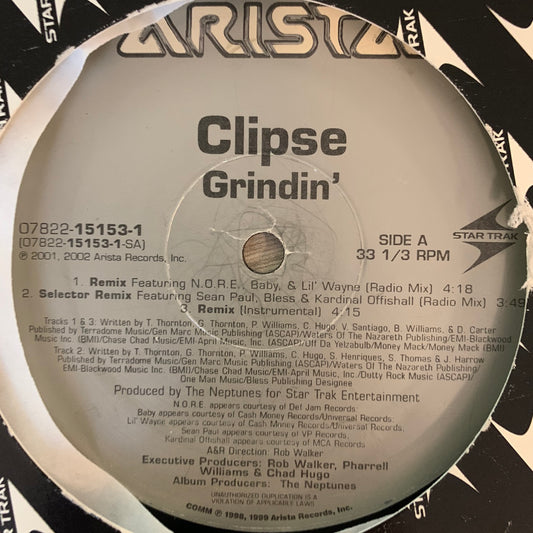 ARISTA
Clipse
Grindin'
07822-15153-1
(07822-15153-1-SA)
℗ 2001, 2002 Arista Records, Inc.
SIDE A
33 1/3 RPM
STAR TRAK
1. Remix Featuring N.O.R.E., Baby, & Lil' Wayne (Radio Mix) 4:18
2. Selector Remix Featuring Sean Paul, Bless & Kardinal Offishall (Radio Mix) 3:49
3. Remix (Instrumental) 4:15
Tracks 1 & 3: Written by T. Thornton, G. Thornton, P. Williams, C. Hugo, V. Santiago, B. Williams, & D. Carter
Published by Terradome Music/Gen Marc Music Publishing (ASCAP)/Waters Of The Nazareth Publishing/EMI-Blackwood
Music Inc. (BMI)/Chase Chad Music/EMI-April Music, Inc. (ASCAP)/Uff Da Yelzabulb/Money Mack (BMI)
Track 2: Written by T. Thornton, G. Thornton, P. Williams, C. Hugo, S. Henriques, S. Thomas & J. Harrow
Published by Terradome Music/Gen Marc Music Publishing (ASCAP)/Waters Of The Nazareth Publishing/
EMI-Blackwood Music Inc. (BMI)/Chase Chad Music/EMI-April Music, Inc./Dutty Rock Music (ASCAP)/
One Man Music/Bless Publishing Designee
Produced by The Neptunes for Star Trak Entertainment
N.O.R.E. appears courtesy of Def Jam Records
Baby appears courtesy of Cash Money Records/Universal Records
Lil' Wayne appears courtesy of Cash Money Records/Universal Records
Sean Paul appears courtesy of VP Records
Kardinal Offishall appears courtesy of MCA Records
A&R Direction: Rob Walker
Executive Producers: Rob Walker, Pharrell
Williams & Chad Hugo
Album Producers: The Neptunes
UNAUTHORIZED DUPLICATION IS A
VIOLATION OF APPLICABLE LAWS
COMM ℗ 1998, 1999 Arista Records, Inc.
STAR TRAK
STAR TRAK